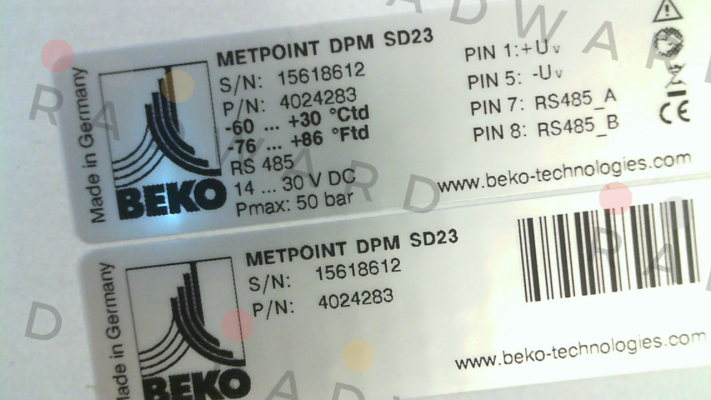 METPOINT DPM SD23
S/N: 15618612
P/N: 4024283
-60 ... +30 °Ctd
-76 ... +86 °Ftd
RS 485
14 ... 30 V DC
Pmax: 50 bar
PIN 1:+Uv
PIN 5: -Uv
PIN 7: RS485_A
PIN 8: RS485_B
CE
www.beko-technologies.com
Made in Germany
BEKO
METPOINT DPM SD23
S/N: 15618612
P/N: 4024283
www.beko-technologies.com
Made in Germany
BEKO
RADWARD
RADWARD